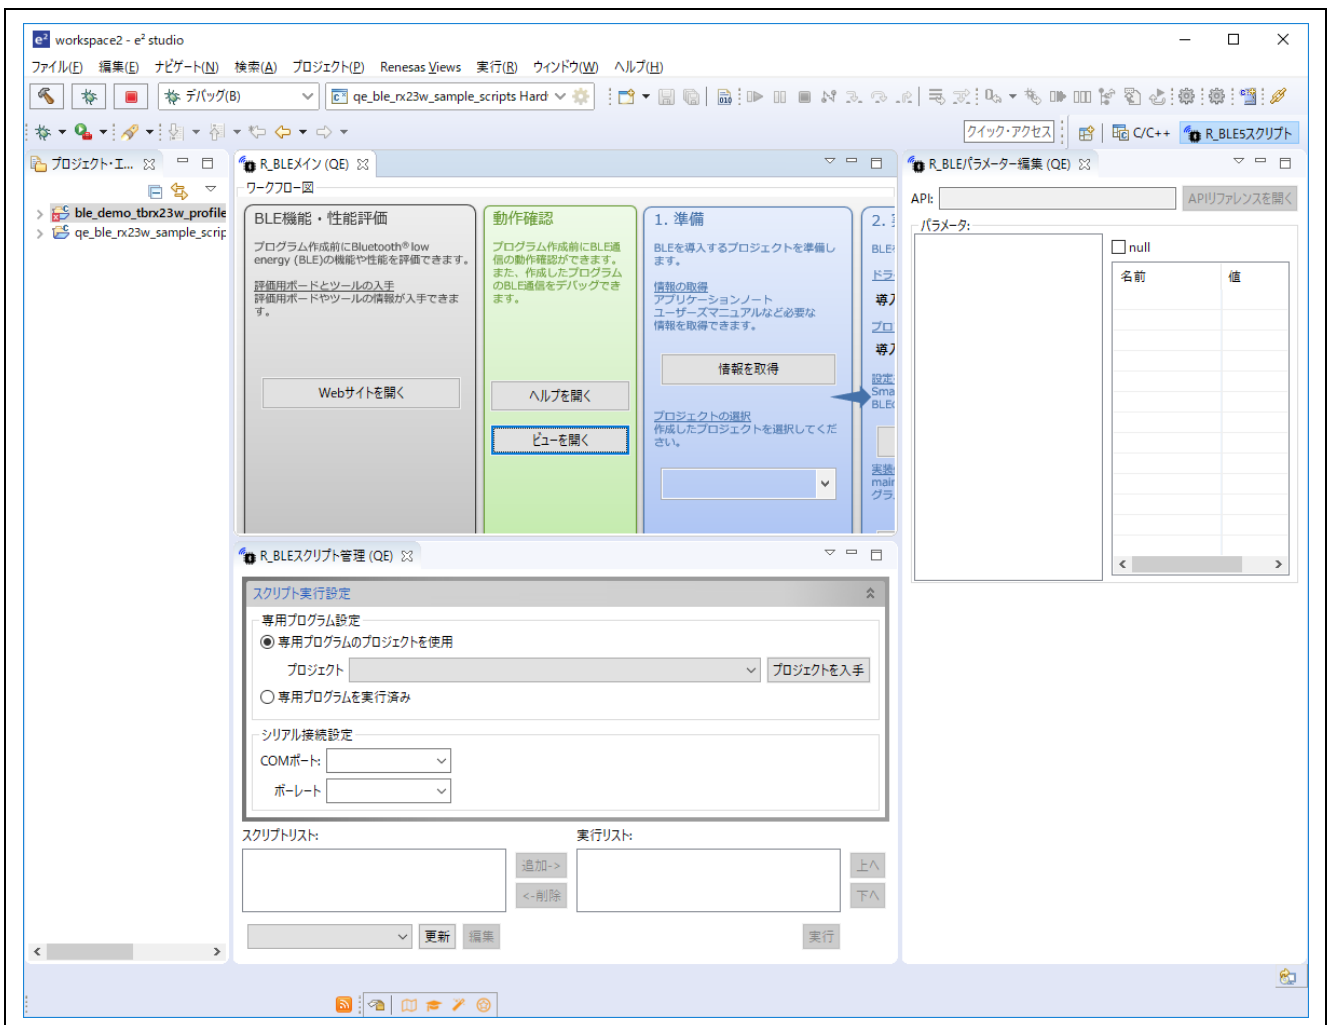 workspace2 - e² studio
ファイル(F) 編集(E) ナビゲート(N) 検索(A) プロジェクト(P) Renesas Views 実行(R) ウィンドウ(W) ヘルプ(H)
デバッグ(B) qe_ble_rx23w_sample_scripts Hard
クイック・アクセス C/C++ R_BLE5スクリプト
プロジェクト・エ...
ble_demo_tbrx23w_profile
qe_ble_rx23w_sample_scrip
R_BLEメイン (QE)
ワークフロー図
BLE機能・性能評価
プログラム作成前にBluetooth® low
energy (BLE)の機能や性能を評価できます。
評価用ボードとツールの入手
評価用ボードやツールの情報が入手できま
す。
Webサイトを開く
動作確認
プログラム作成前にBLE通
信の動作確認ができます。
また、作成したプログラム
のBLE通信をデバッグでき
ます。
ヘルプを開く
ビューを開く
1. 準備
BLEを導入するプロジェクトを準備し
ます。
情報の取得
アプリケーションノート
ユーザーズマニュアルなど必要な
情報を取得できます。
情報を取得
プロジェクトの選択
作成したプロジェクトを選択してくだ
さい。
2.
BLE
ドラ
導入
プロ
導入
設定
Sma
BLE
実装
main
グラ
R_BLEスクリプト管理 (QE)
スクリプト実行設定
専用プログラム設定
専用プログラムのプロジェクトを使用
プロジェクト プロジェクトを入手
専用プログラムを実行済み
シリアル接続設定
COMポート:
ボーレート
スクリプトリスト: 実行リスト:
追加-> 上へ
<-削除 下へ
更新 編集 実行
R_BLEパラメーター編集 (QE)
API: APIリファレンスを開く
パラメータ:
null
名前 値